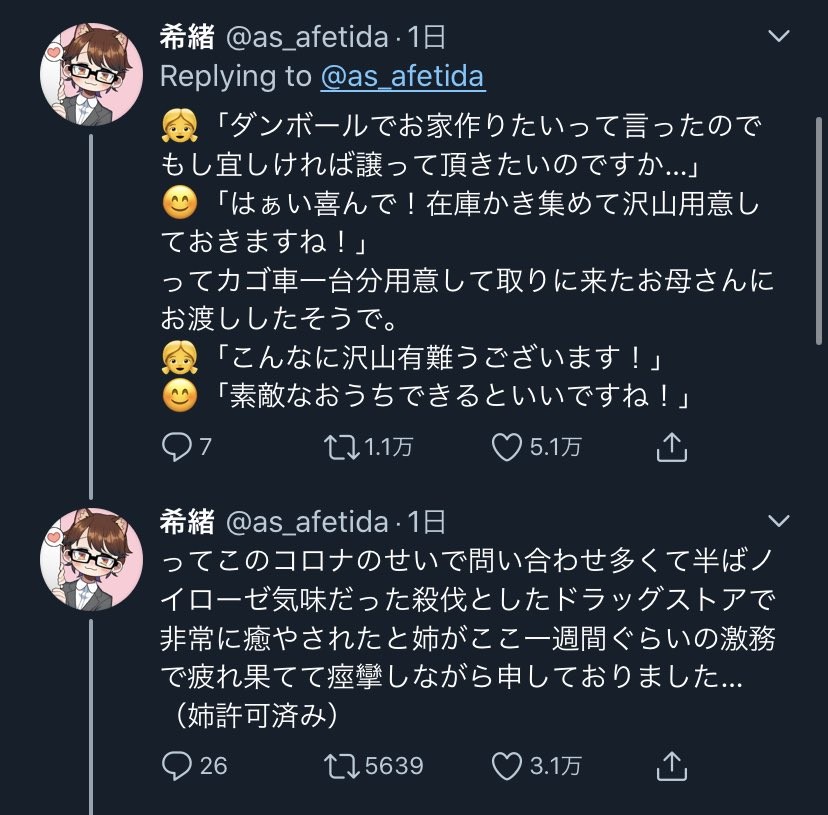 希緒 @as_afetida · 1日
Replying to @as_afetida
👧「ダンボールでお家作りたいって言ったので
もし宜しければ譲って頂きたいのですか...」
😊「はぁい喜んで！在庫かき集めて沢山用意し
ておきますね！」
ってカゴ車一台分用意して取りに来たお母さんに
お渡ししたそうで。
👧「こんなに沢山有難うございます！」
😊「素敵なおうちできるといいですね！」
7 1.1万 5.1万
希緒 @as_afetida · 1日
ってこのコロナのせいで問い合わせ多くて半ばノ
イローゼ気味だった殺伐としたドラッグストアで
非常に癒やされたと姉がここ一週間ぐらいの激務
で疲れ果てて痙攣しながら申しておりました...
（姉許可済み）
26 5639 3.1万